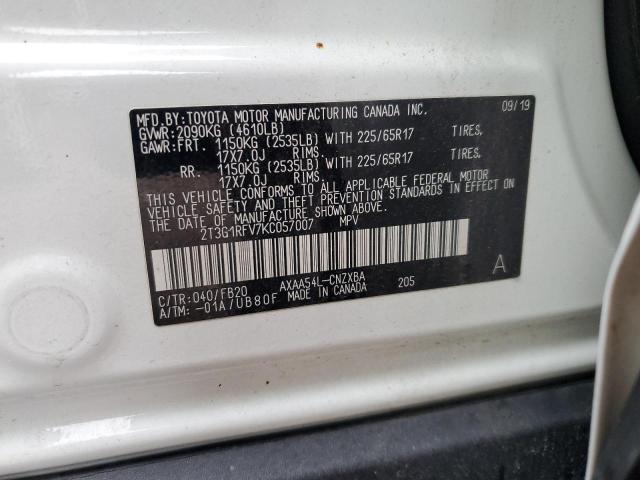 MFD.BY:TOYOTA MOTOR MANUFACTURING CANADA INC. 09/19
GVWR:2090KG (4610LB)
GAWR:FRT. 1150KG (2535LB) WITH 225/65R17 TIRES,
17X7.0J RIMS.
RR. 1150KG (2535LB) WITH 225/65R17 TIRES,
17X7.0J RIMS.
THIS VEHICLE CONFORMS TO ALL APPLICABLE FEDERAL MOTOR
VEHICLE SAFETY AND THEFT PREVENTION STANDARDS IN EFFECT ON
THE DATE OF MANUFACTURE SHOWN ABOVE.
2T3G1RFV7KC057007 MPV
C/TR:040/FB20 AXAA54L-CNZXBA 205 A
A/TM: -01A/UB80F MADE IN CANADA